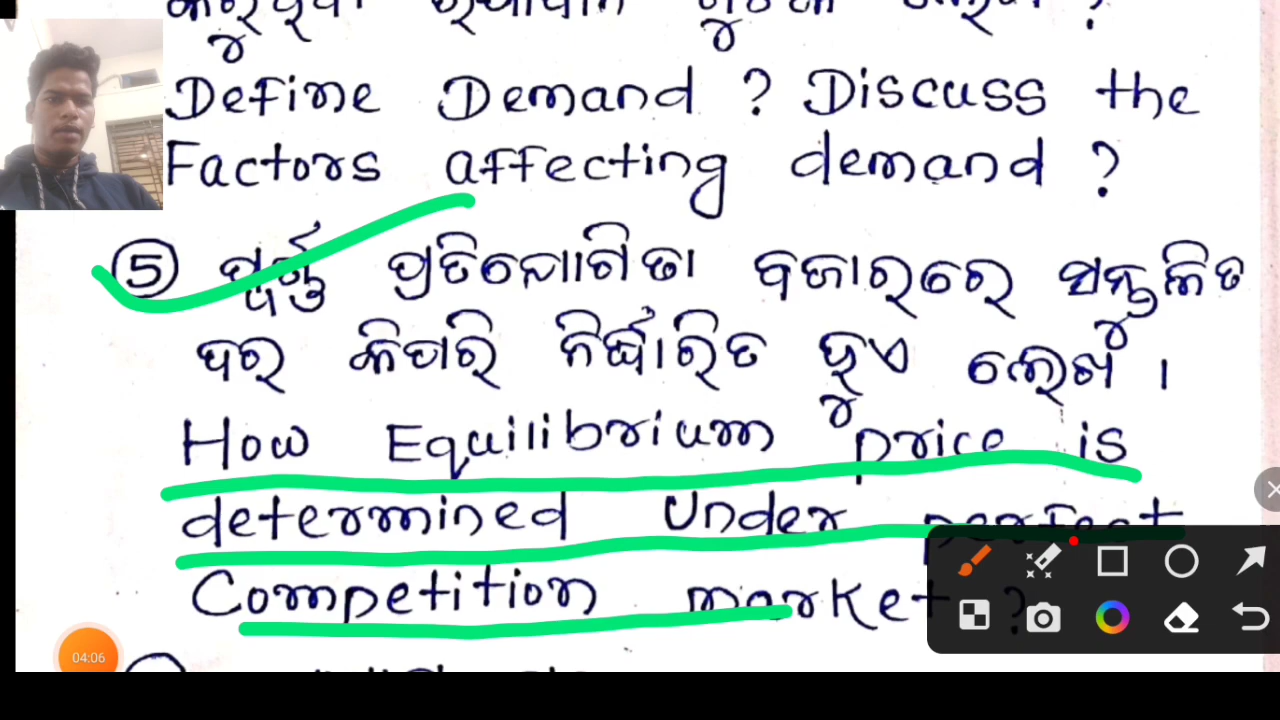 Define Demand ? Discuss the
Factors affecting demand ?
5 ପୂର୍ଣ୍ଣ ପ୍ରତିଯୋଗିତା ବଜାରରେ ସନ୍ତୁଳିତ
ଦର କିପରି ନିର୍ଦ୍ଧାରିତ ହୁଏ ଲେଖ ।
How Equilibrium price is
determined Under perfect
Competition market ?
04:06